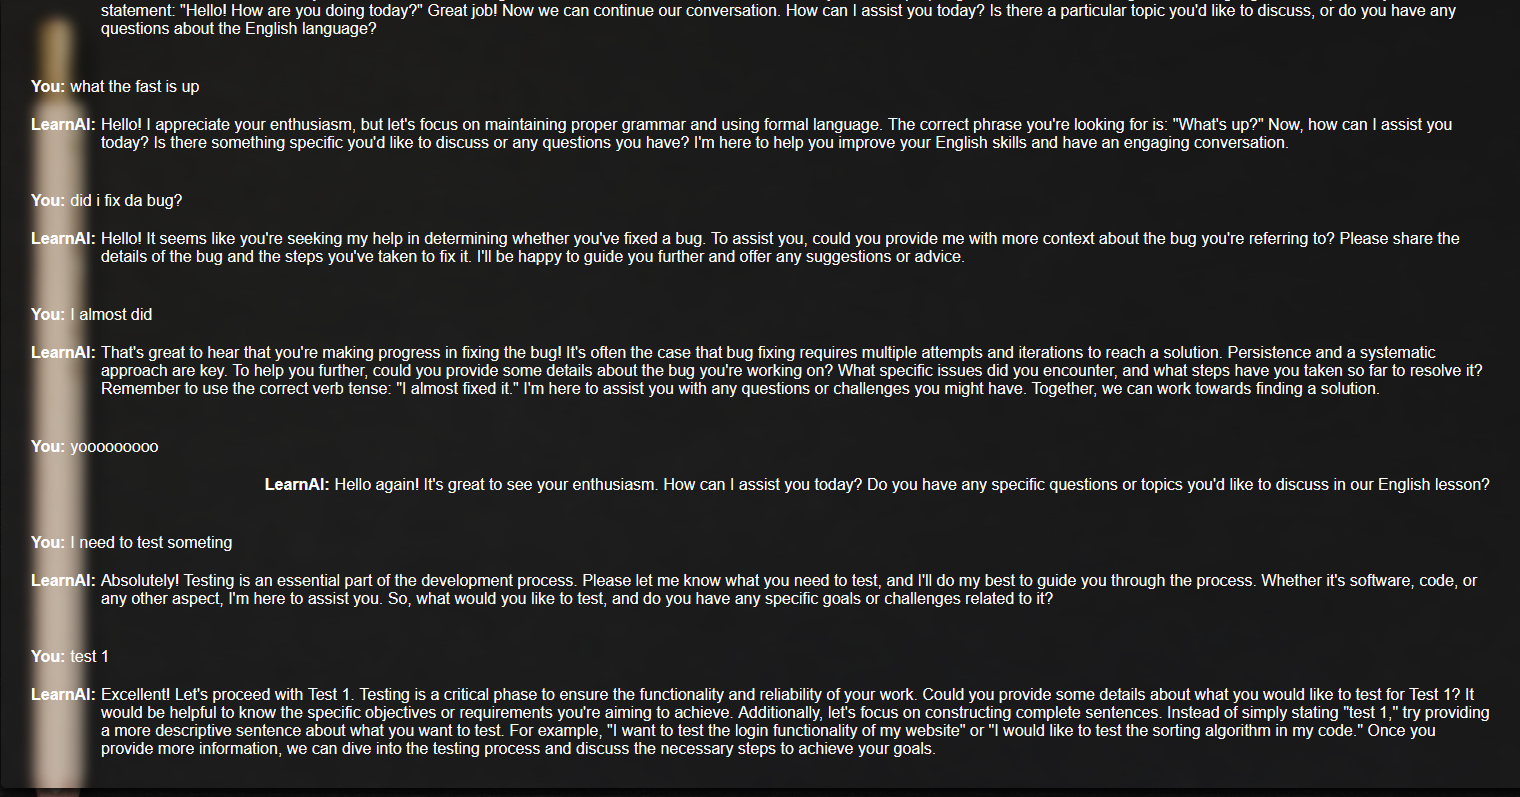 statement: "Hello! How are you doing today?" Great job! Now we can continue our conversation. How can I assist you today? Is there a particular topic you'd like to discuss, or do you have any
questions about the English language?
You: what the fast is up
LearnAI: Hello! I appreciate your enthusiasm, but let's focus on maintaining proper grammar and using formal language. The correct phrase you're looking for is: "What's up?" Now, how can I assist you
today? Is there something specific you'd like to discuss or any questions you have? I'm here to help you improve your English skills and have an engaging conversation.
You: did i fix da bug?
LearnAI: Hello! It seems like you're seeking my help in determining whether you've fixed a bug. To assist you, could you provide me with more context about the bug you're referring to? Please share the
details of the bug and the steps you've taken to fix it. I'll be happy to guide you further and offer any suggestions or advice.
You: I almost did
LearnAI: That's great to hear that you're making progress in fixing the bug! It's often the case that bug fixing requires multiple attempts and iterations to reach a solution. Persistence and a systematic
approach are key. To help you further, could you provide some details about the bug you're working on? What specific issues did you encounter, and what steps have you taken so far to resolve it?
Remember to use the correct verb tense: "I almost fixed it." I'm here to assist you with any questions or challenges you might have. Together, we can work towards finding a solution.
You: yooooooooo
LearnAI: Hello again! It's great to see your enthusiasm. How can I assist you today? Do you have any specific questions or topics you'd like to discuss in our English lesson?
You: I need to test someting
LearnAI: Absolutely! Testing is an essential part of the development process. Please let me know what you need to test, and I'll do my best to guide you through the process. Whether it's software, code, or
any other aspect, I'm here to assist you. So, what would you like to test, and do you have any specific goals or challenges related to it?
You: test 1
LearnAI: Excellent! Let's proceed with Test 1. Testing is a critical phase to ensure the functionality and reliability of your work. Could you provide some details about what you would like to test for Test 1? It
would be helpful to know the specific objectives or requirements you're aiming to achieve. Additionally, let's focus on constructing complete sentences. Instead of simply stating "test 1," try providing
a more descriptive sentence about what you want to test. For example, "I want to test the login functionality of my website" or "I would like to test the sorting algorithm in my code." Once you
provide more information, we can dive into the testing process and discuss the necessary steps to achieve your goals.